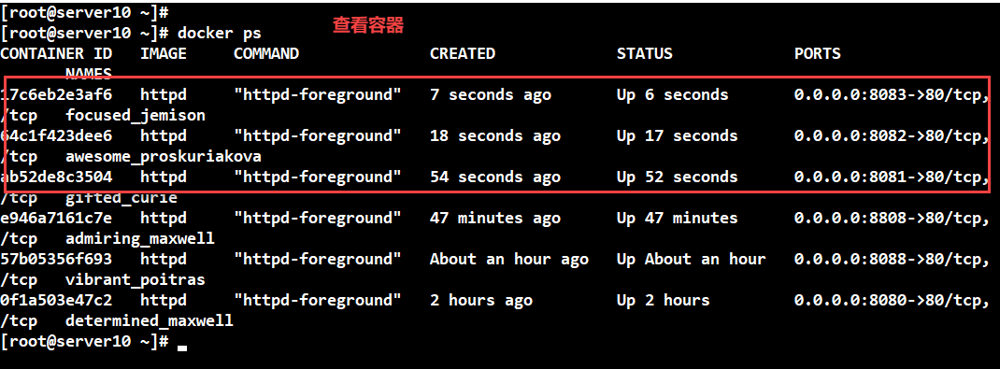 [root@server10 ~]#
[root@server10 ~]# docker ps
查看容器
CONTAINER ID   IMAGE     COMMAND              CREATED             STATUS             PORTS
       NAMES
17c6eb2e3af6   httpd     "httpd-foreground"   7 seconds ago       Up 6 seconds       0.0.0.0:8083->80/tcp,
/tcp   focused_jemison
64c1f423dee6   httpd     "httpd-foreground"   18 seconds ago      Up 17 seconds      0.0.0.0:8082->80/tcp,
/tcp   awesome_proskuriakova
ab52de8c3504   httpd     "httpd-foreground"   54 seconds ago      Up 52 seconds      0.0.0.0:8081->80/tcp,
/tcp   gifted_curie
e946a7161c7e   httpd     "httpd-foreground"   47 minutes ago      Up 47 minutes      0.0.0.0:8808->80/tcp,
/tcp   admiring_maxwell
57b05356f693   httpd     "httpd-foreground"   About an hour ago   Up About an hour   0.0.0.0:8088->80/tcp,
/tcp   vibrant_poitras
0f1a503e47c2   httpd     "httpd-foreground"   2 hours ago         Up 2 hours         0.0.0.0:8080->80/tcp,
/tcp   determined_maxwell
[root@server10 ~]#